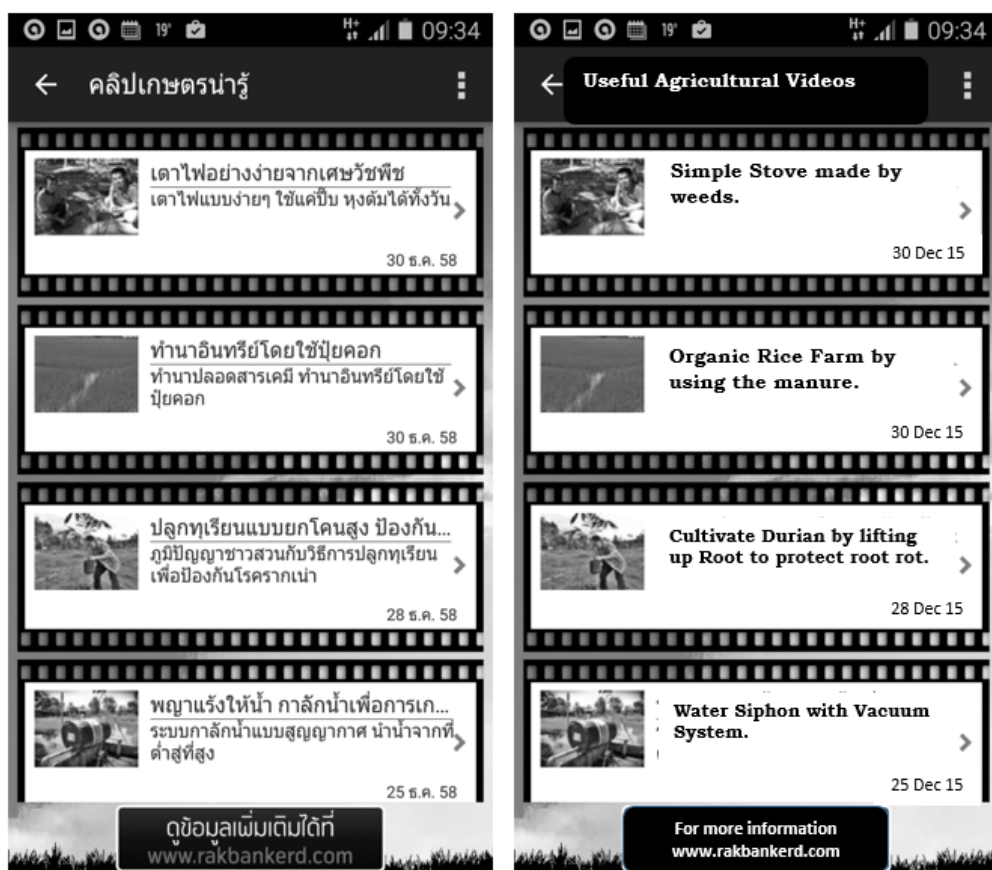 19° H+ 09:34
คลิปเกษตรน่ารู้
เตาไฟอย่างง่ายจากเศษวัชพืช
เตาไฟแบบง่ายๆ ใช้แค่ปี๊บ หุงต้มได้ทั้งวัน
30 ธ.ค. 58
ทำนาอินทรีย์โดยใช้ปุ๋ยคอก
ทำนาปลอดสารเคมี ทำนาอินทรีย์โดยใช้
ปุ๋ยคอก
30 ธ.ค. 58
ปลูกทุเรียนแบบยกโคนสูง ป้องกัน...
ภูมิปัญญาชาวสวนกับวิธีการปลูกทุเรียน
เพื่อป้องกันโรครากเน่า
28 ธ.ค. 58
พญาแร้งให้น้ำ กาลักน้ำเพื่อการเก...
ระบบกาลักน้ำแบบสูญญากาศ นำน้ำจากที่
ต่ำสู่ที่สูง
25 ธ.ค. 58
ดูข้อมูลเพิ่มเติมได้ที่
www.rakbankerd.com
19° H+ 09:34
Useful Agricultural Videos
Simple Stove made by
weeds.
30 Dec 15
Organic Rice Farm by
using the manure.
30 Dec 15
Cultivate Durian by lifting
up Root to protect root rot.
28 Dec 15
Water Siphon with Vacuum
System.
25 Dec 15
For more information
www.rakbankerd.com